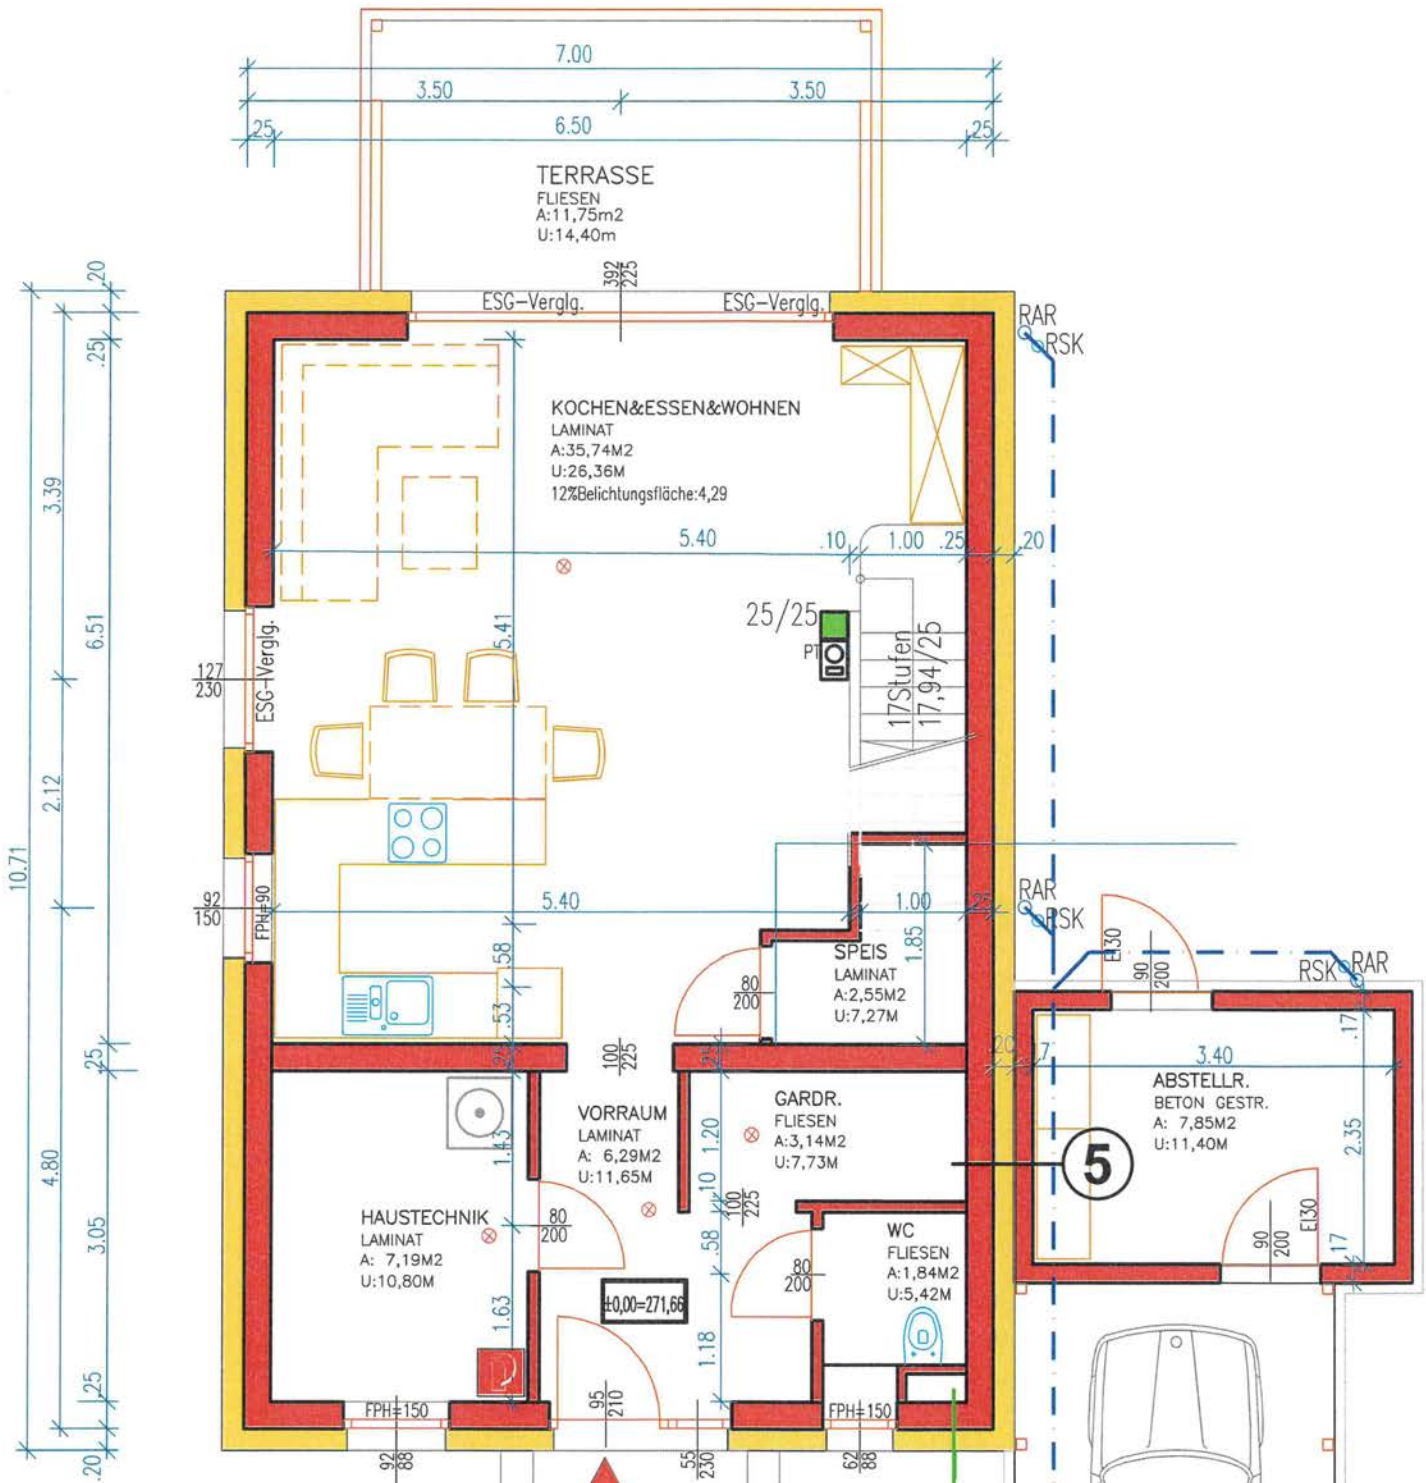 7.00
3.50
3.50
.25
6.50
.25
TERRASSE
FLIESEN
A:11,75m2
U:14,40m
392
225
ESG-Verglg.
ESG-Verglg.
.20
.25
RAR
RSK
KOCHEN&ESSEN&WOHNEN
LAMINAT
A:35,74M2
U:26,36M
12%Belichtungsfläche:4,29
3.39
5.40
.10
1.00
.25
.20
6.51
5.41
25/25
PT
17Stufen
17,94/25
127
230
ESG-Verglg.
2.12
10.71
92
150
FPH=90
5.40
1.00
.25
1.85
RAR
RSK
EI30
90
200
RSK
RAR
.58
.53
80
200
SPEIS
LAMINAT
A:2,55M2
U:7,27M
.25
.25
100
225
.25
.20
.17
3.40
.17
ABSTELLR.
BETON GESTR.
A: 7,85M2
U:11,40M
2.35
VORRAUM
LAMINAT
A: 6,29M2
U:11,65M
GARDR.
FLIESEN
A:3,14M2
U:7,73M
1.20
1.43
5
4.80
.10
100
225
HAUSTECHNIK
LAMINAT
A: 7,19M2
U:10,80M
80
200
3.05
.58
WC
FLIESEN
A:1,84M2
U:5,42M
80
200
90
200
EI30
.17
±0,00=271,66
1.63
1.18
.25
FPH=150
95
210
FPH=150
.20
92
88
55
230
62
88